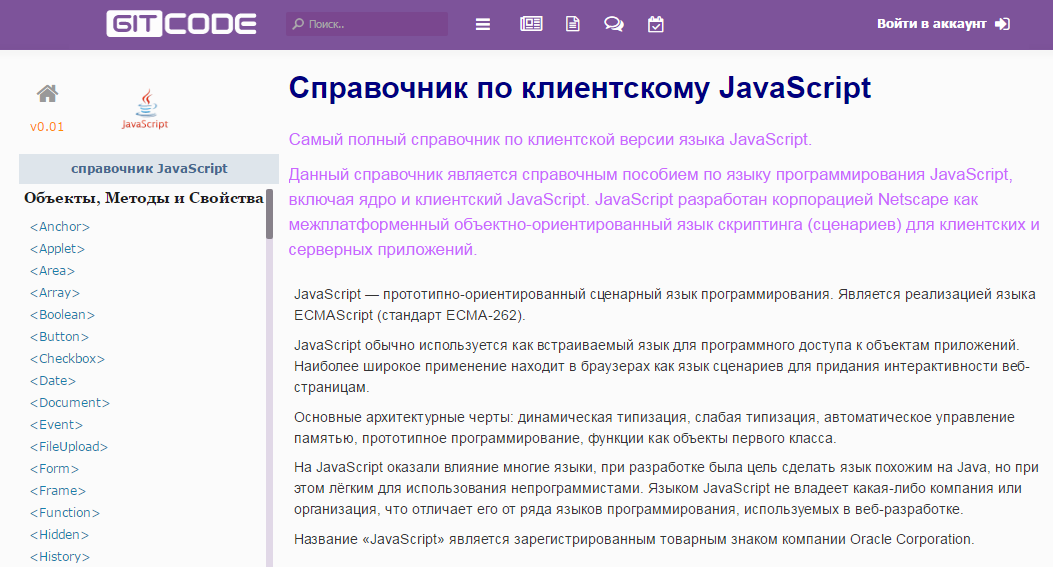 GITCODE
Поиск..
Войти в аккаунт
v0.01
JavaScript
справочник JavaScript
Объекты, Методы и Свойства
<Anchor>
<Applet>
<Area>
<Array>
<Boolean>
<Button>
<Checkbox>
<Date>
<Document>
<Event>
<FileUpload>
<Form>
<Frame>
<Function>
<Hidden>
<History>
Справочник по клиентскому JavaScript
Самый полный справочник по клиентской версии языка JavaScript.
Данный справочник является справочным пособием по языку программирования JavaScript,
включая ядро и клиентский JavaScript. JavaScript разработан корпорацией Netscape как
межплатформенный объектно-ориентированный язык скриптинга (сценариев) для клиентских и
серверных приложений.
JavaScript — прототипно-ориентированный сценарный язык программирования. Является реализацией языка
ECMAScript (стандарт ECMA-262).
JavaScript обычно используется как встраиваемый язык для программного доступа к объектам приложений.
Наиболее широкое применение находит в браузерах как язык сценариев для придания интерактивности веб-
страницам.
Основные архитектурные черты: динамическая типизация, слабая типизация, автоматическое управление
памятью, прототипное программирование, функции как объекты первого класса.
На JavaScript оказали влияние многие языки, при разработке была цель сделать язык похожим на Java, но при
этом лёгким для использования непрограммистами. Языком JavaScript не владеет какая-либо компания или
организация, что отличает его от ряда языков программирования, используемых в веб-разработке.
Название «JavaScript» является зарегистрированным товарным знаком компании Oracle Corporation.